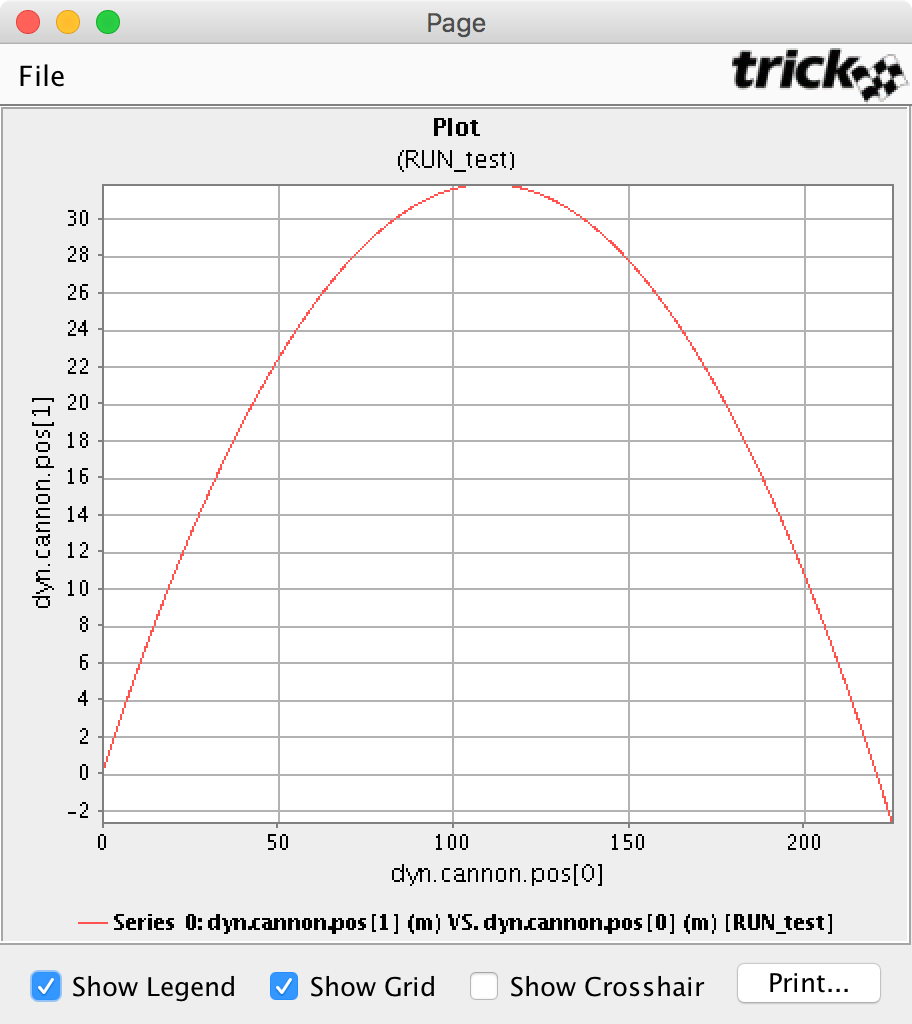 Page
File
trick
Plot
(RUN_test)
30
28
26
24
22
20
18
16
14
12
10
8
6
4
2
0
-2
dyn.cannon.pos[1]
0 50 100 150 200
dyn.cannon.pos[0]
Series 0: dyn.cannon.pos[1] (m) VS. dyn.cannon.pos[0] (m) [RUN_test]
Show Legend Show Grid Show Crosshair Print...